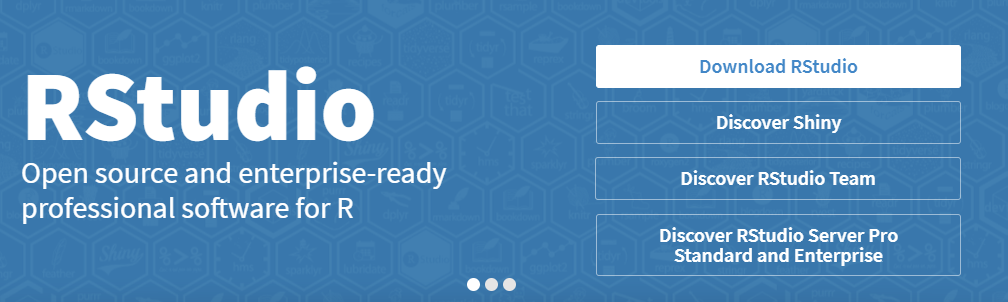 RStudio
Open source and enterprise-ready
professional software for R
Download RStudio
Discover Shiny
Discover RStudio Team
Discover RStudio Server Pro
Standard and Enterprise